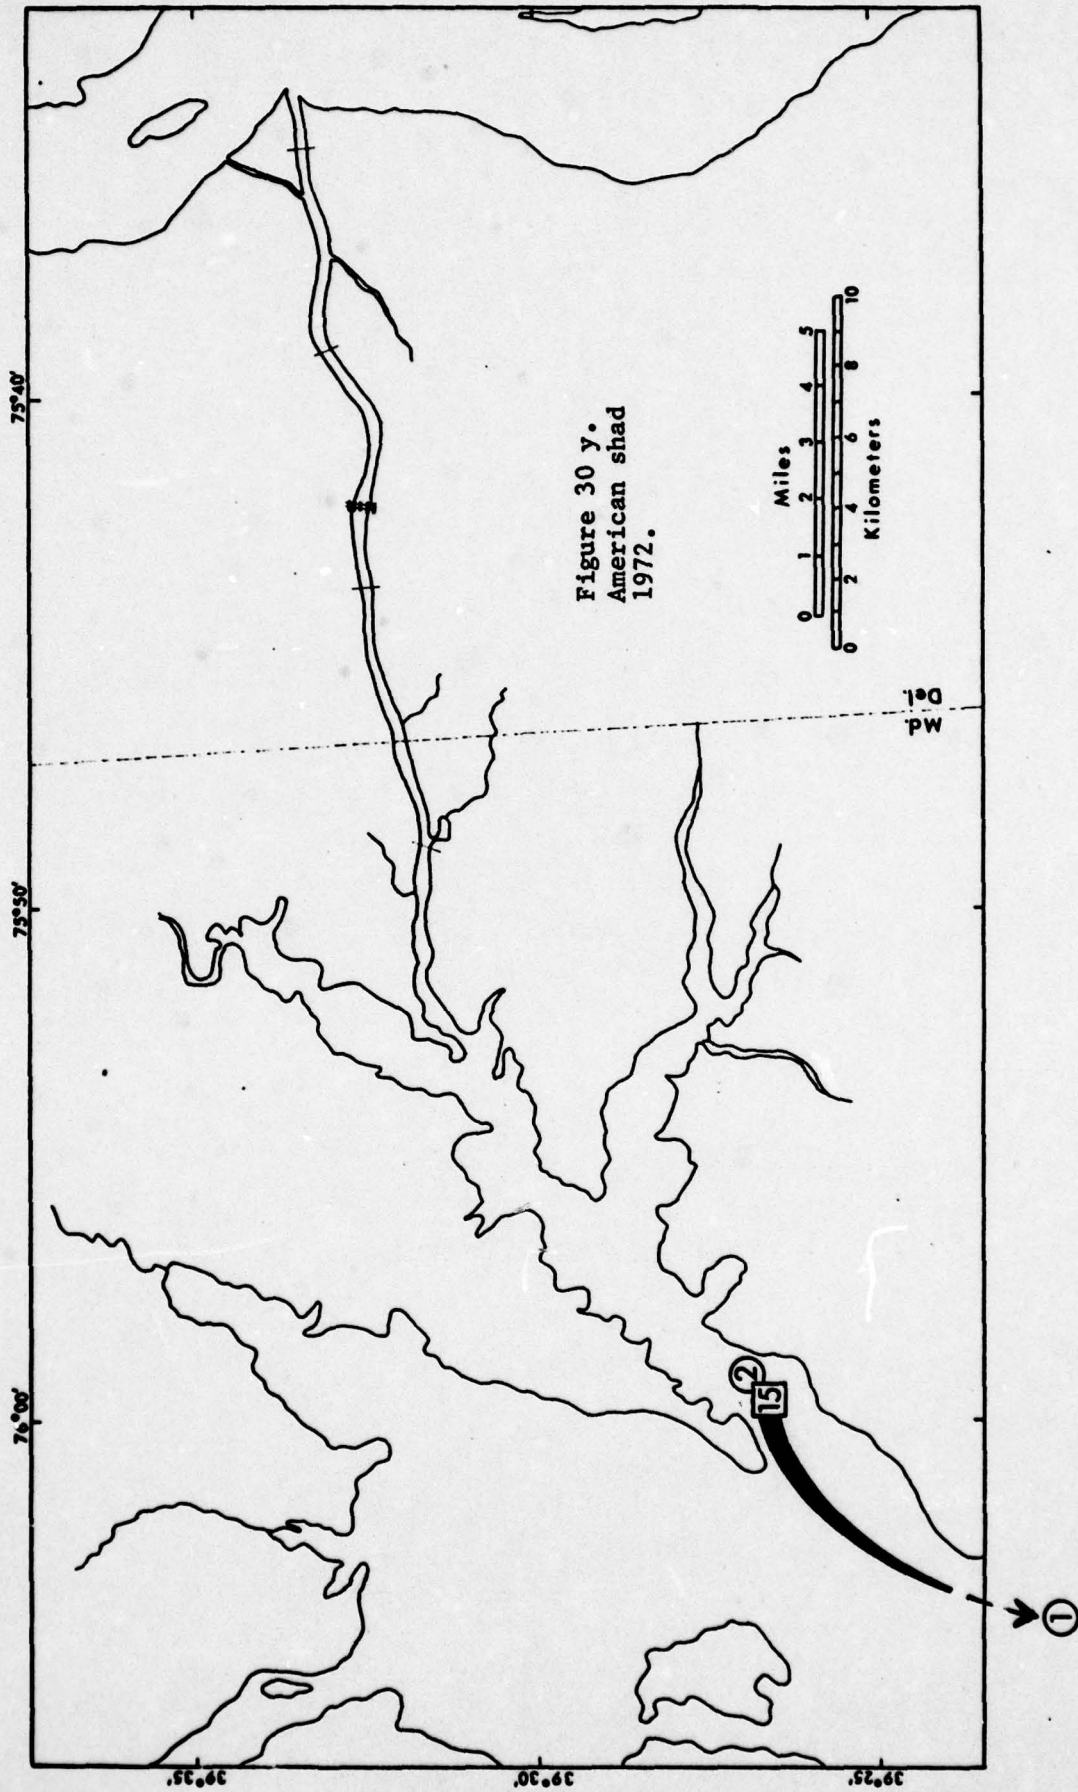 75°40'
75°50'
76°00'
39°35'
39°30'
39°25'
Figure 30 y.
American shad
1972.
Miles
0 1 2 3 4 5
0 2 4 6 8 10
Kilometers
Md. Del.
2
15
1